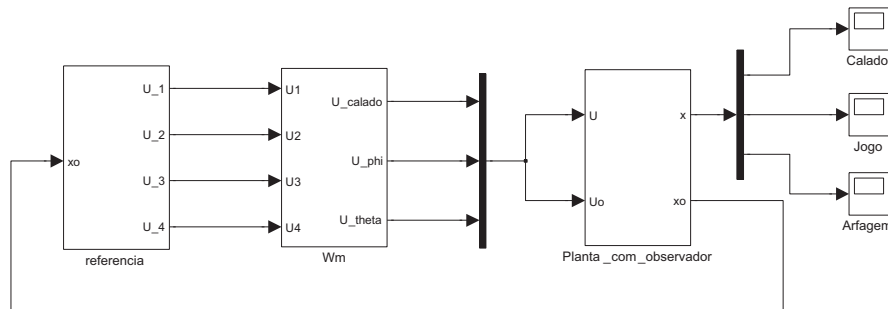 xo
U_1
U_2
U_3
U_4
referencia
U1
U2
U3
U4
U_calado
U_phi
U_theta
Wm
U
Uo
x
xo
Planta _com _observador
Calado
Jogo
Arfagem